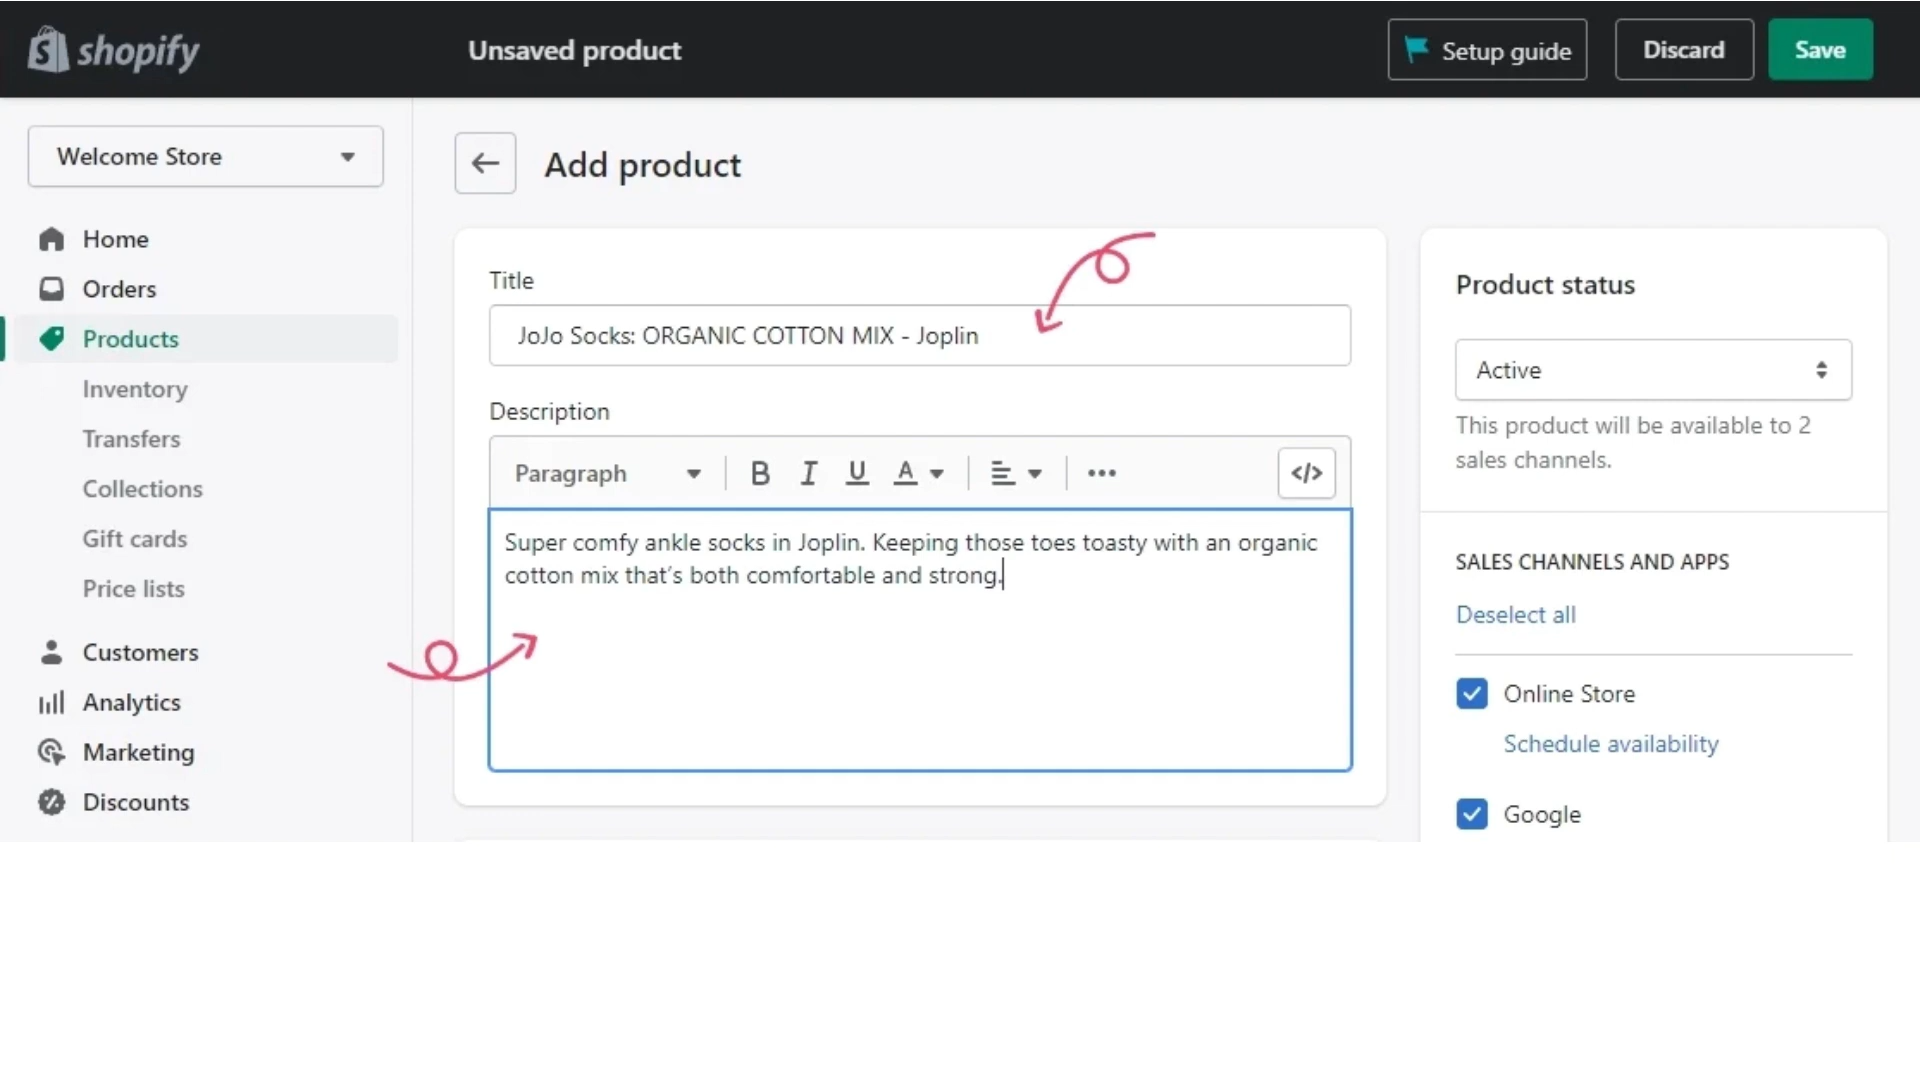 shopify
Unsaved product
Setup guide
Discard
Save
Welcome Store
Home
Orders
Products
Inventory
Transfers
Collections
Gift cards
Price lists
Customers
Analytics
Marketing
Discounts
Add product
Title
JoJo Socks: ORGANIC COTTON MIX - Joplin
Description
Paragraph
B I U A </>
Super comfy ankle socks in Joplin. Keeping those toes toasty with an organic
cotton mix that's both comfortable and strong.
Product status
Active
This product will be available to 2
sales channels.
SALES CHANNELS AND APPS
Deselect all
Online Store
Schedule availability
Google